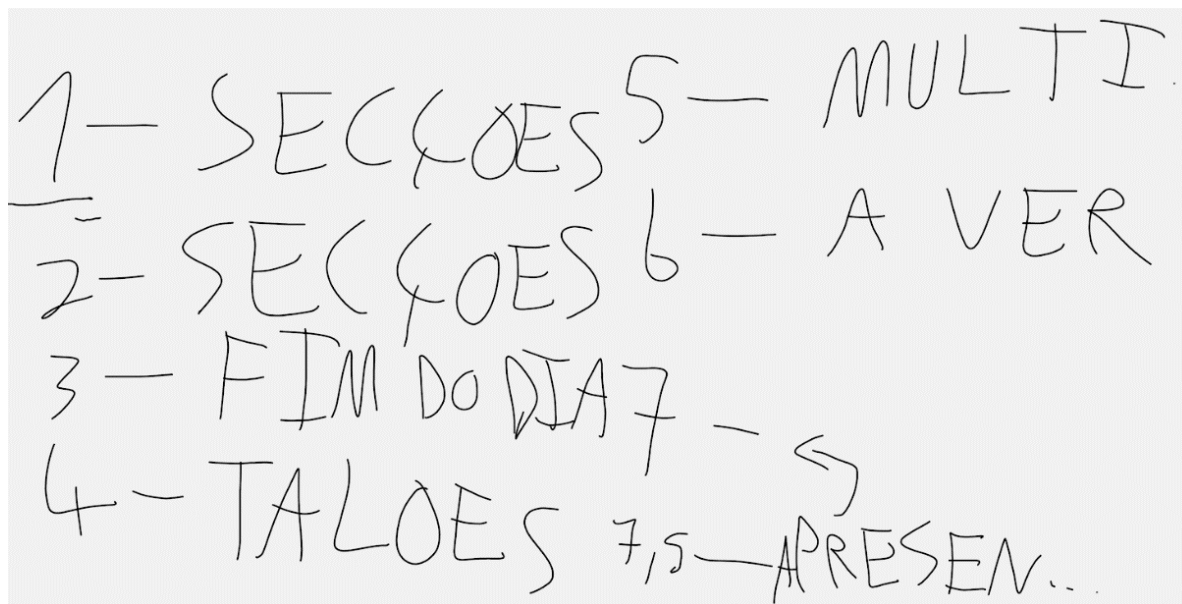 1 - SECÇOES
2 - SECÇOES
3 - FIM DO DIA
4 - TALOES
5 - MULTI.
6 - A VER
7 -
7,5 - APRESEN...